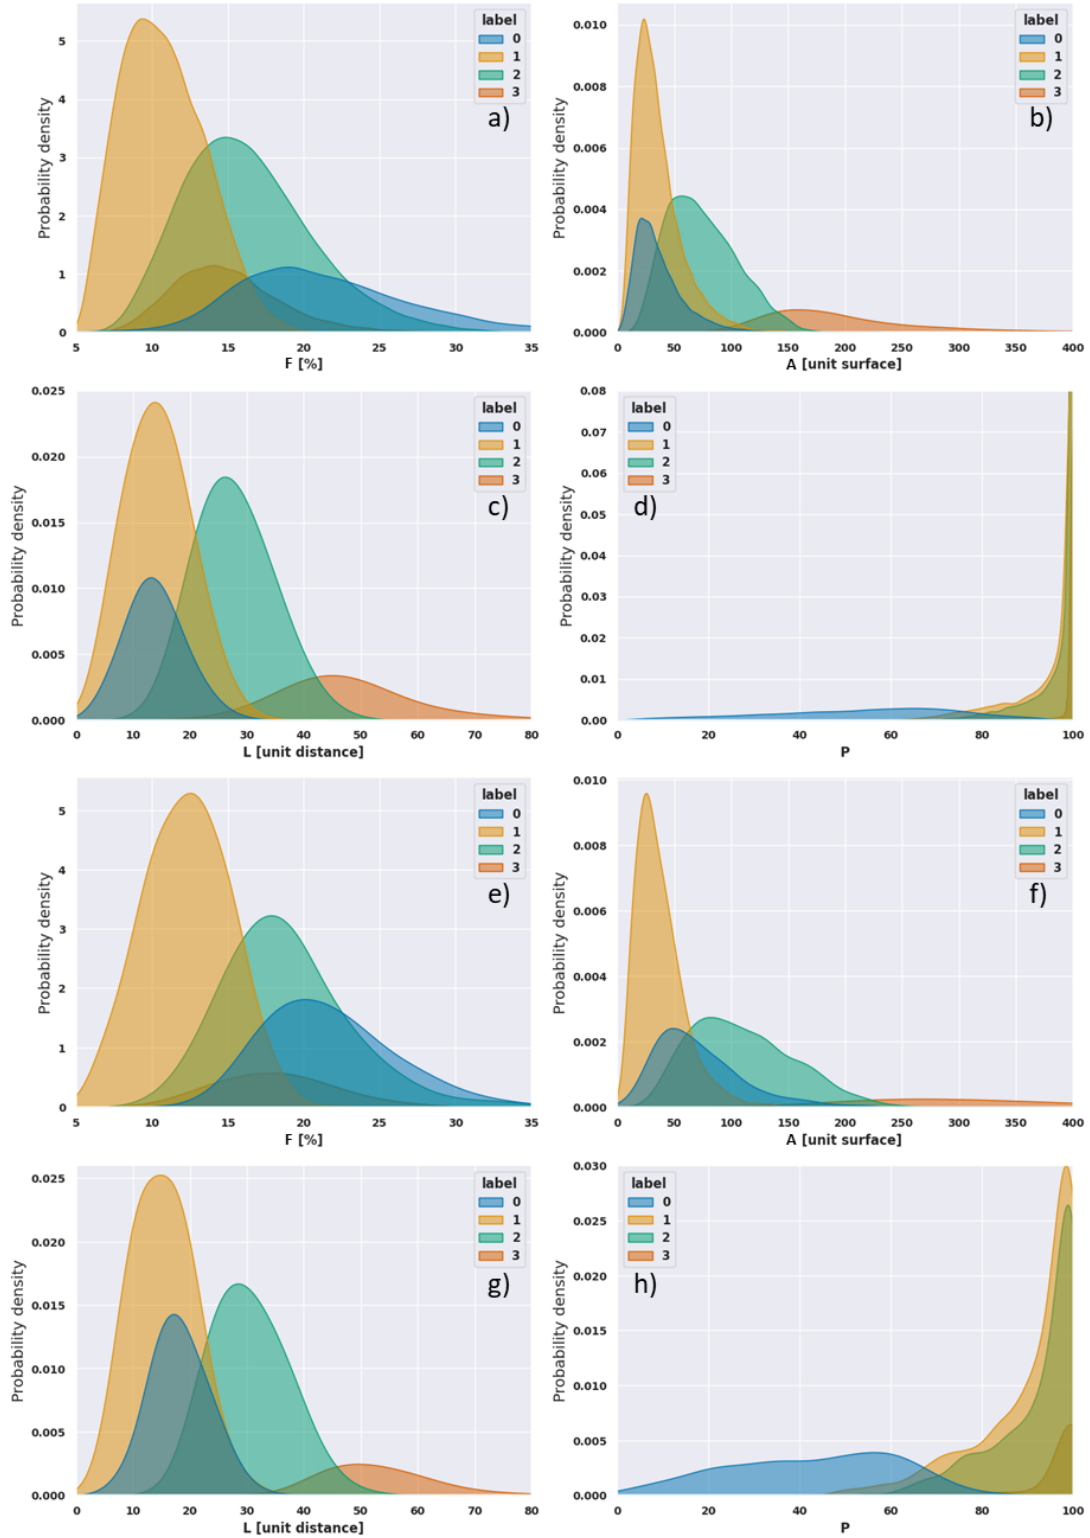 label
0
1
2
3
a)
Probability density
5
4
3
2
1
0
5 10 15 20 25 30 35
F [%]
label
0
1
2
3
b)
Probability density
0.010
0.008
0.006
0.004
0.002
0.000
0 50 100 150 200 250 300 350 400
A [unit surface]
label
0
1
2
3
c)
Probability density
0.025
0.020
0.015
0.010
0.005
0.000
0 10 20 30 40 50 60 70 80
L [unit distance]
label
0
1
2
3
d)
Probability density
0.08
0.07
0.06
0.05
0.04
0.03
0.02
0.01
0.00
0 20 40 60 80 100
P
label
0
1
2
3
e)
Probability density
5
4
3
2
1
0
5 10 15 20 25 30 35
F [%]
label
0
1
2
3
f)
Probability density
0.010
0.008
0.006
0.004
0.002
0.000
0 50 100 150 200 250 300 350 400
A [unit surface]
label
0
1
2
3
g)
Probability density
0.025
0.020
0.015
0.010
0.005
0.000
0 10 20 30 40 50 60 70 80
L [unit distance]
label
0
1
2
3
h)
Probability density
0.030
0.025
0.020
0.015
0.010
0.005
0.000
0 20 40 60 80 100
P